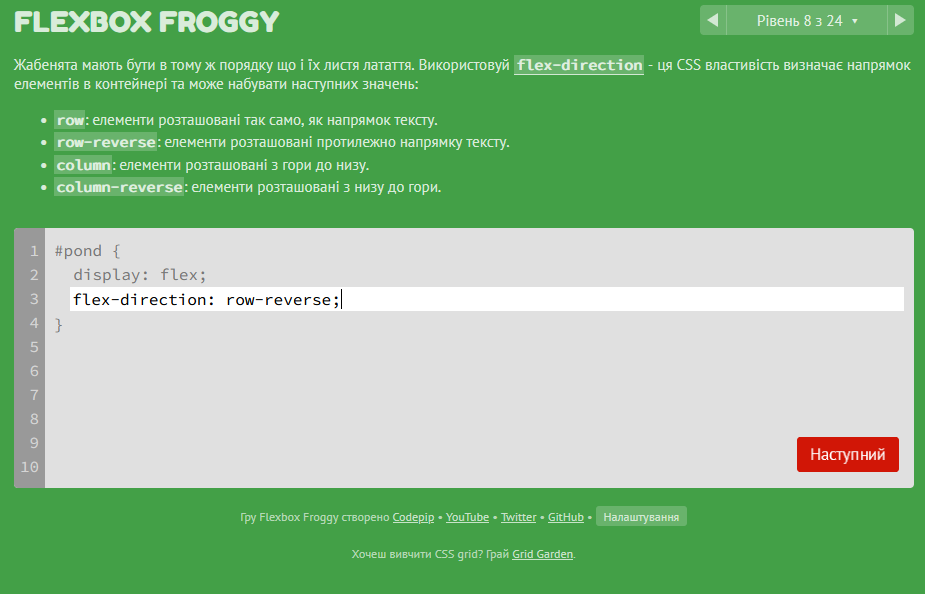 FLEXBOX FROGGY
Рівень 8 з 24
Жабенята мають бути в тому ж порядку що і їх листя латаття. Використовуй flex-direction - ця CSS властивість визначає напрямок
елементів в контейнері та може набувати наступних значень:
row: елементи розташовані так само, як напрямок тексту.
row-reverse: елементи розташовані протилежно напрямку тексту.
column: елементи розташовані з гори до низу.
column-reverse: елементи розташовані з низу до гори.
1 #pond {
2 display: flex;
3 flex-direction: row-reverse;
4 }
5
6
7
8
9
10
Наступний
Гру Flexbox Froggy створено Codepip • YouTube • Twitter • GitHub • Налаштування
Хочеш вивчити CSS grid? Грай Grid Garden.